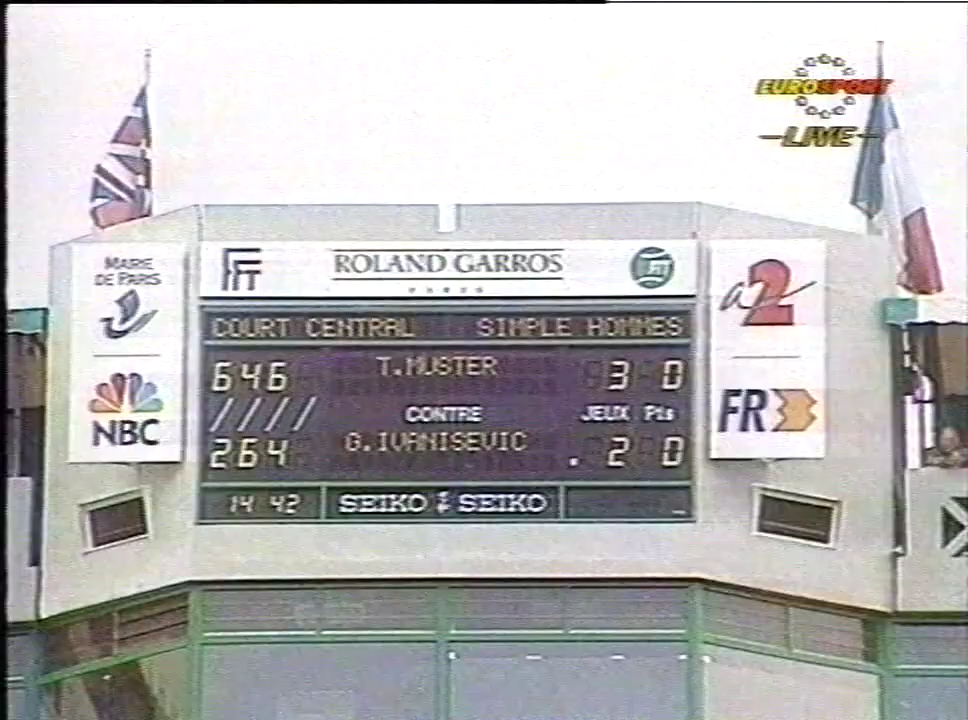 EUROSPORT
LIVE
MAIRIE
DE PARIS
NBC
FFT
ROLAND GARROS
PARIS
a2
FR3
COURT CENTRAL SIMPLE HOMMES
646 T.MUSTER 3 0
//// CONTRE JEUX Pts
264 G.IVANISEVIC . 2 0
14 42 SEIKO SEIKO